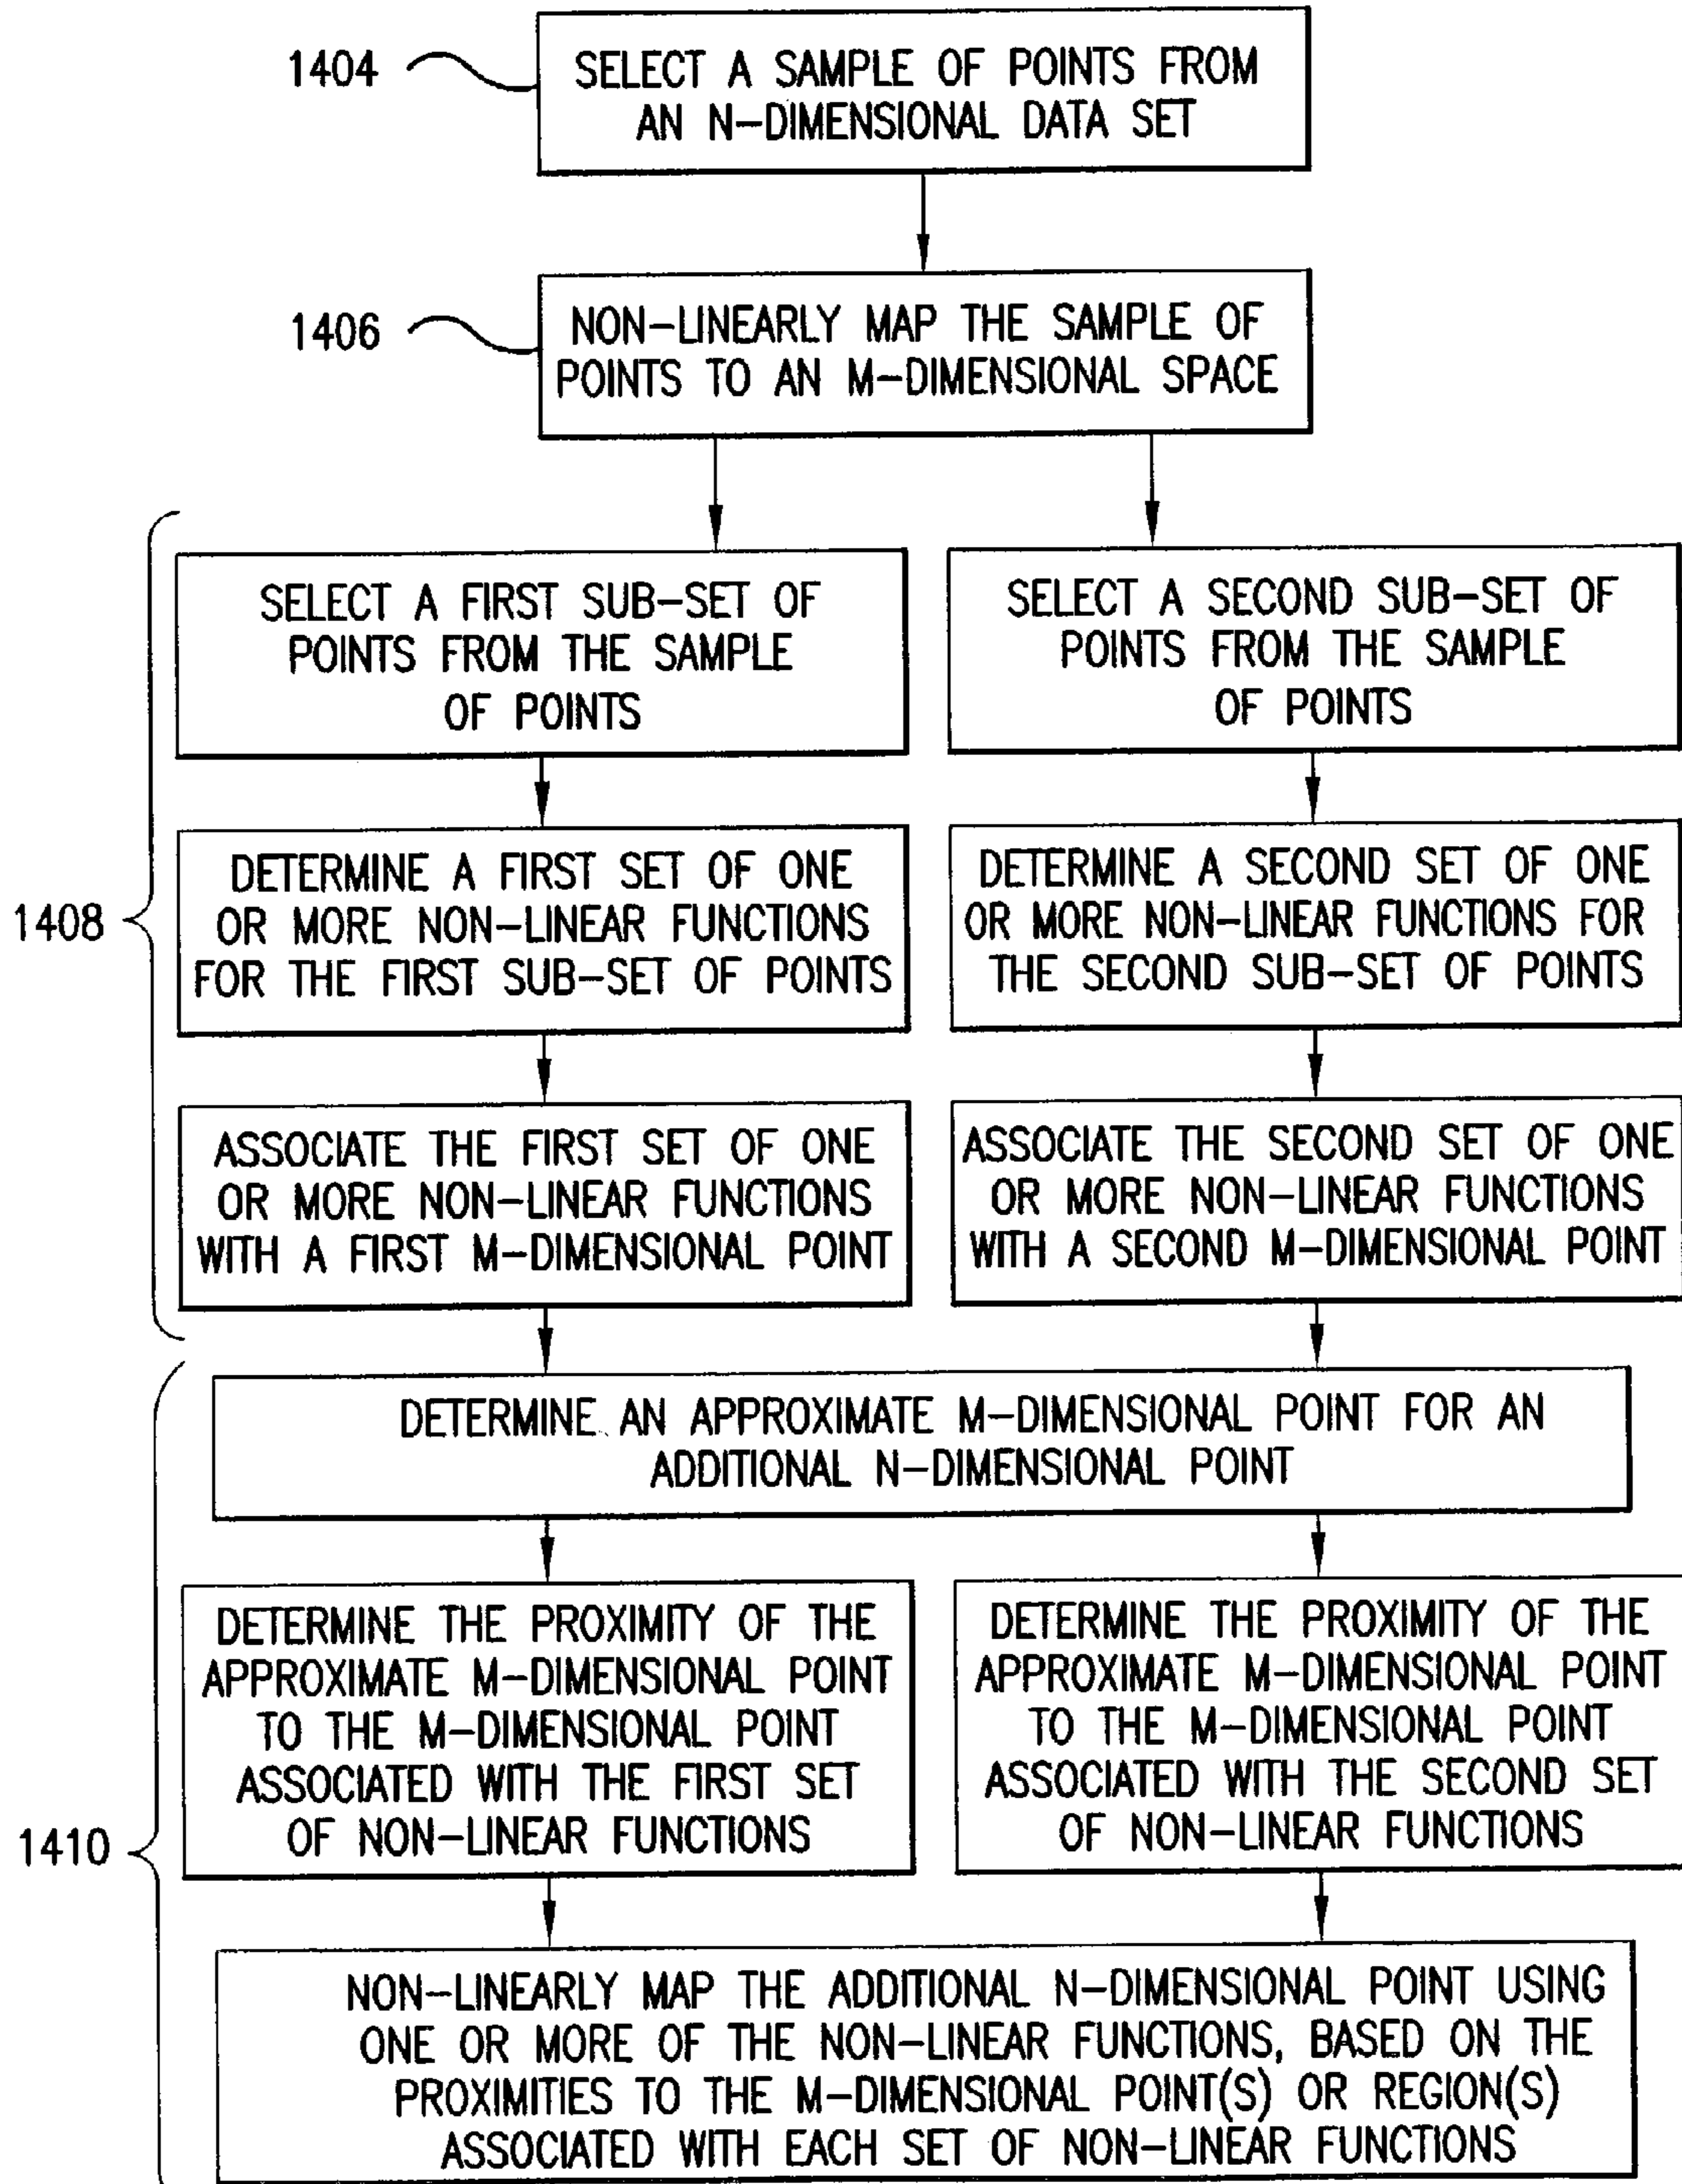 1404
SELECT A SAMPLE OF POINTS FROM
AN N-DIMENSIONAL DATA SET
1406
NON-LINEARLY MAP THE SAMPLE OF
POINTS TO AN M-DIMENSIONAL SPACE
1408
SELECT A FIRST SUB-SET OF
POINTS FROM THE SAMPLE
OF POINTS
SELECT A SECOND SUB-SET OF
POINTS FROM THE SAMPLE
OF POINTS
DETERMINE A FIRST SET OF ONE
OR MORE NON-LINEAR FUNCTIONS
FOR THE FIRST SUB-SET OF POINTS
DETERMINE A SECOND SET OF ONE
OR MORE NON-LINEAR FUNCTIONS FOR
THE SECOND SUB-SET OF POINTS
ASSOCIATE THE FIRST SET OF ONE
OR MORE NON-LINEAR FUNCTIONS
WITH A FIRST M-DIMENSIONAL POINT
ASSOCIATE THE SECOND SET OF ONE
OR MORE NON-LINEAR FUNCTIONS
WITH A SECOND M-DIMENSIONAL POINT
1410
DETERMINE AN APPROXIMATE M-DIMENSIONAL POINT FOR AN
ADDITIONAL N-DIMENSIONAL POINT
DETERMINE THE PROXIMITY OF THE
APPROXIMATE M-DIMENSIONAL POINT
TO THE M-DIMENSIONAL POINT
ASSOCIATED WITH THE FIRST SET
OF NON-LINEAR FUNCTIONS
DETERMINE THE PROXIMITY OF THE
APPROXIMATE M-DIMENSIONAL POINT
TO THE M-DIMENSIONAL POINT
ASSOCIATED WITH THE SECOND SET
OF NON-LINEAR FUNCTIONS
NON-LINEARLY MAP THE ADDITIONAL N-DIMENSIONAL POINT USING
ONE OR MORE OF THE NON-LINEAR FUNCTIONS, BASED ON THE
PROXIMITIES TO THE M-DIMENSIONAL POINT(S) OR REGION(S)
ASSOCIATED WITH EACH SET OF NON-LINEAR FUNCTIONS